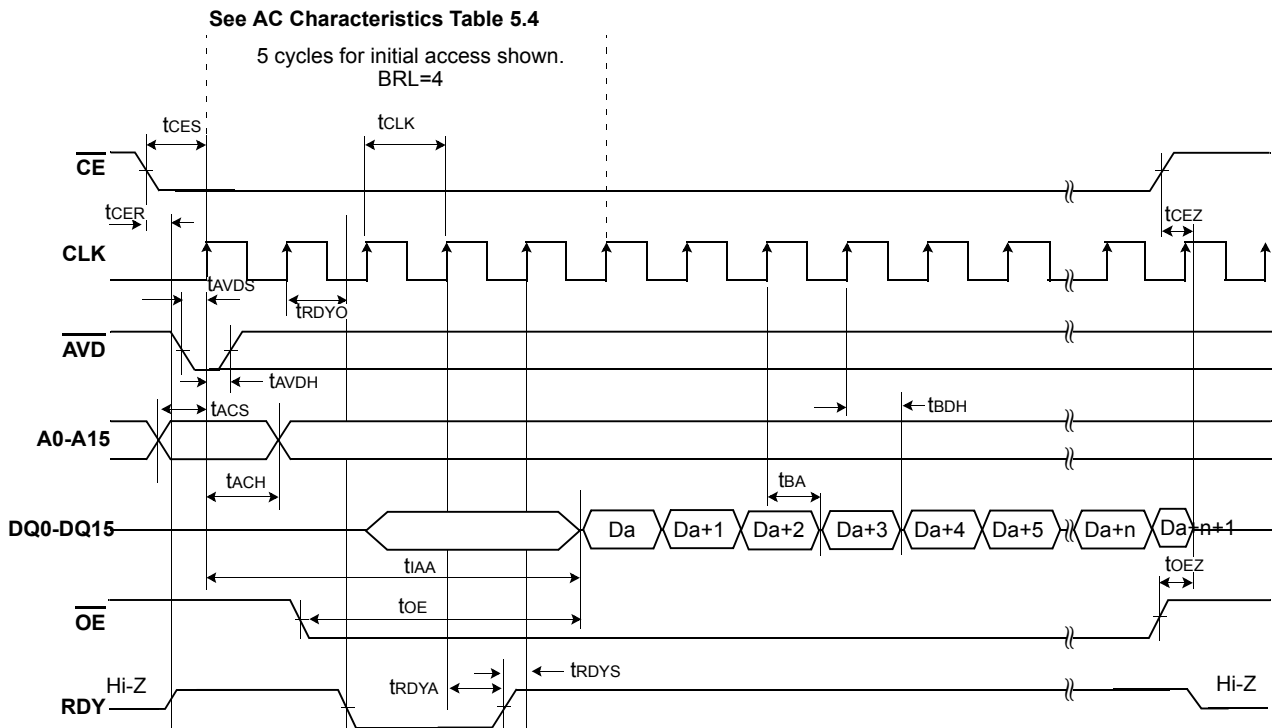 See AC Characteristics Table 5.4
5 cycles for initial access shown.
BRL=4
tCES
tCLK
CE
tCER
tCEZ
CLK
tAVDS
tRDYO
AVD
tAVDH
tACS
tBDH
A0-A15
tACH
tBA
DQ0-DQ15
Da
Da+1
Da+2
Da+3
Da+4
Da+5
Da+n
Da+n+1
tIAA
tOEZ
tOE
OE
tRDYS
Hi-Z
tRDYA
Hi-Z
RDY